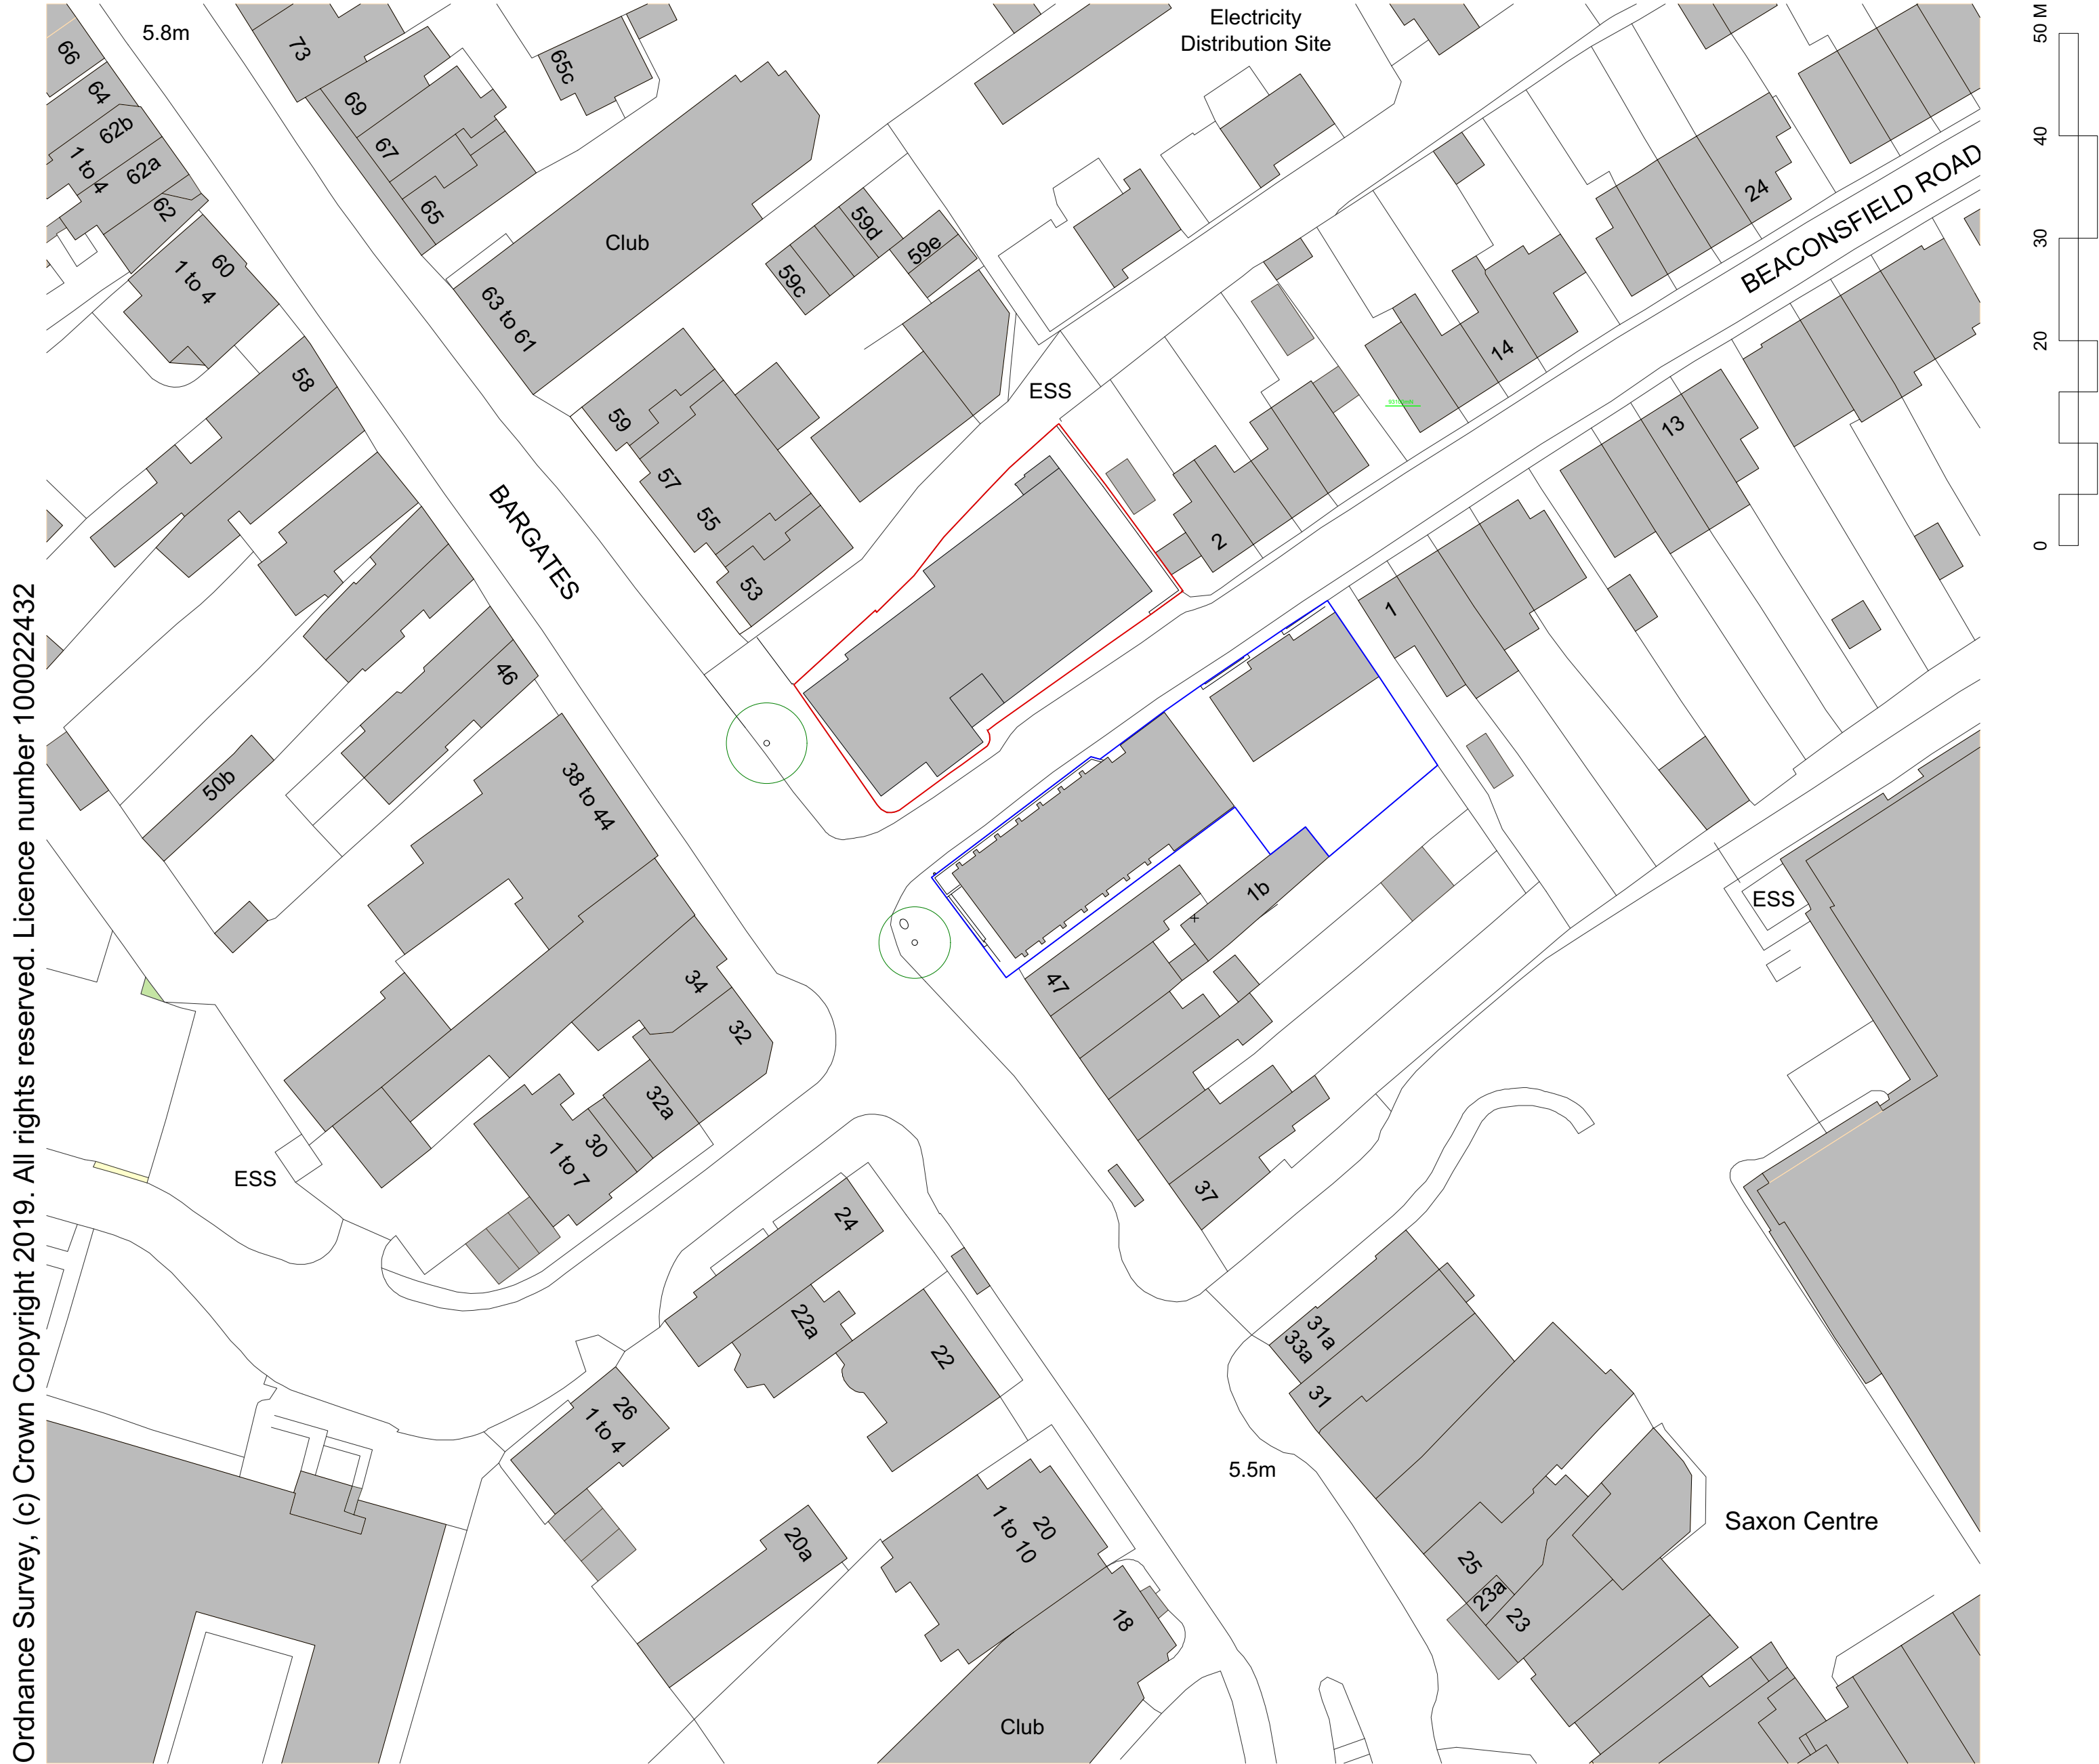 Ordnance Survey, (c) Crown Copyright 2019. All rights reserved. Licence number 100022432
5.8m
66
64
62b
1 to 4
62a
62
60
1 to 4
58
73
69
67
65
65c
Club
63 to 61
59c
59d
59e
59
57
55
53
Electricity
Distribution Site
ESS
BARGATES
BEACONSFIELD ROAD
24
14
2
13
1
50 M
40
30
20
10
0
46
50b
38 to 44
34
32
32a
30
1 to 7
ESS
47
1b
37
ESS
24
22a
22
26
1 to 4
20a
20
1 to 10
18
Club
31a
33a
31
5.5m
25
23a
23
Saxon Centre